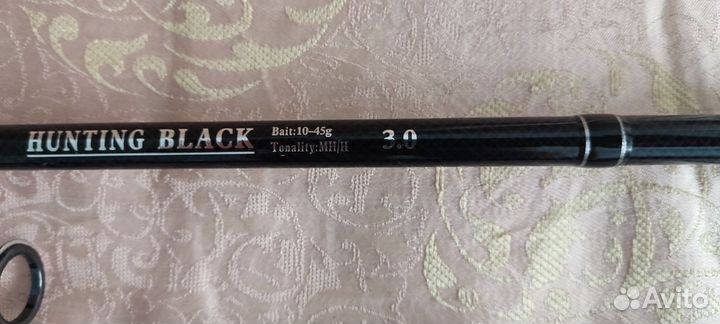 HUNTING BLACK
Bait:10-45g
Tonality:MH/H
3.0
Avito